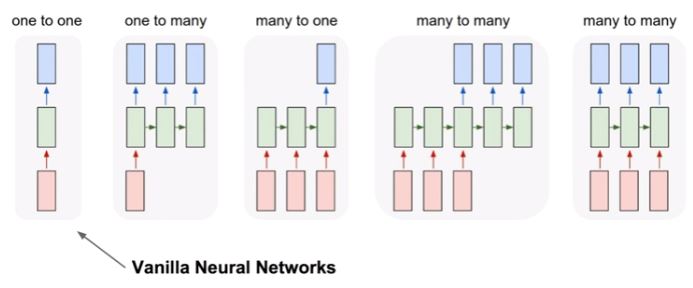 one to one
one to many
many to one
many to many
many to many
Vanilla Neural Networks